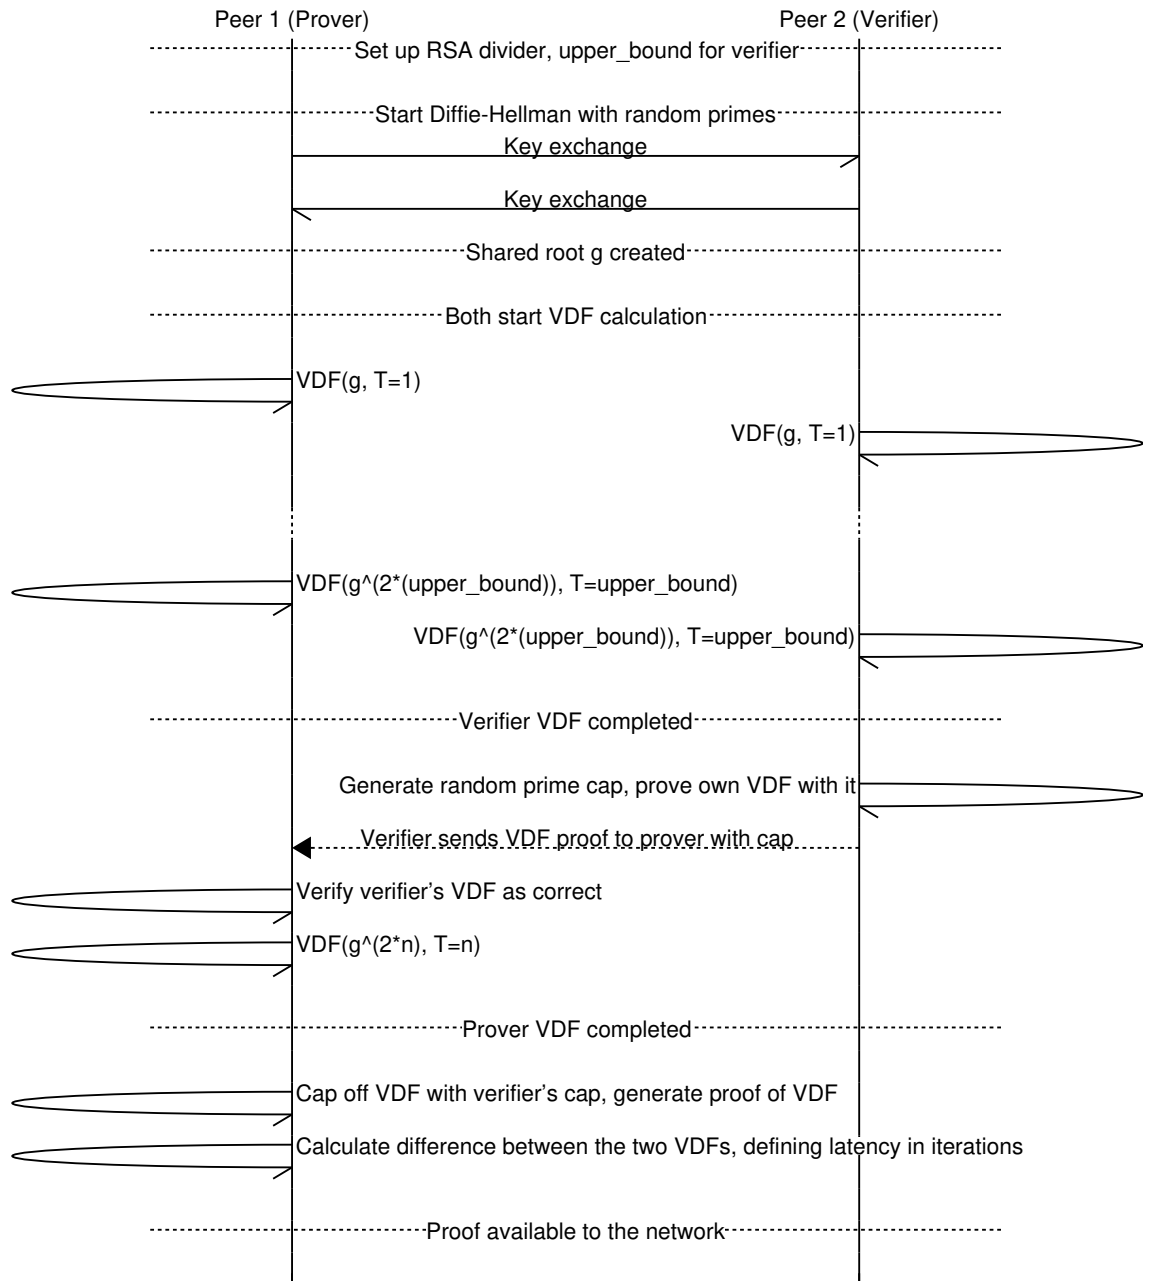 Peer 1 (Prover)
Peer 2 (Verifier)
Set up RSA divider, upper_bound for verifier
Start Diffie-Hellman with random primes
Key exchange
Key exchange
Shared root g created
Both start VDF calculation
VDF(g, T=1)
VDF(g, T=1)
VDF(g^(2*(upper_bound)), T=upper_bound)
VDF(g^(2*(upper_bound)), T=upper_bound)
Verifier VDF completed
Generate random prime cap, prove own VDF with it
Verifier sends VDF proof to prover with cap
Verify verifier's VDF as correct
VDF(g^(2*n), T=n)
Prover VDF completed
Cap off VDF with verifier's cap, generate proof of VDF
Calculate difference between the two VDFs, defining latency in iterations
Proof available to the network